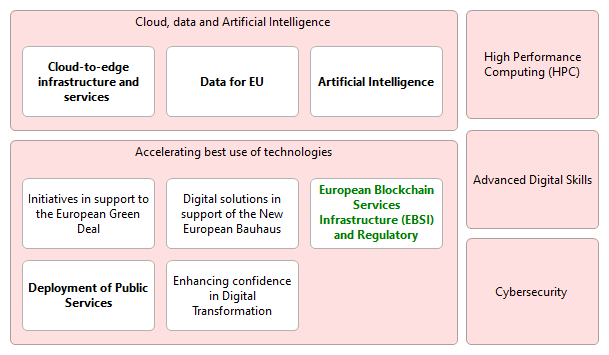 Cloud, data and Artificial Intelligence
Cloud-to-edge
infrastructure and
services
Data for EU
Artificial Intelligence
High Performance
Computing (HPC)
Accelerating best use of technologies
Initiatives in support to
the European Green
Deal
Digital solutions in
support of the New
European Bauhaus
European Blockchain
Services
Infrastructure (EBSI)
and Regulatory
Deployment of Public
Services
Enhancing confidence
in Digital
Transformation
Advanced Digital Skills
Cybersecurity